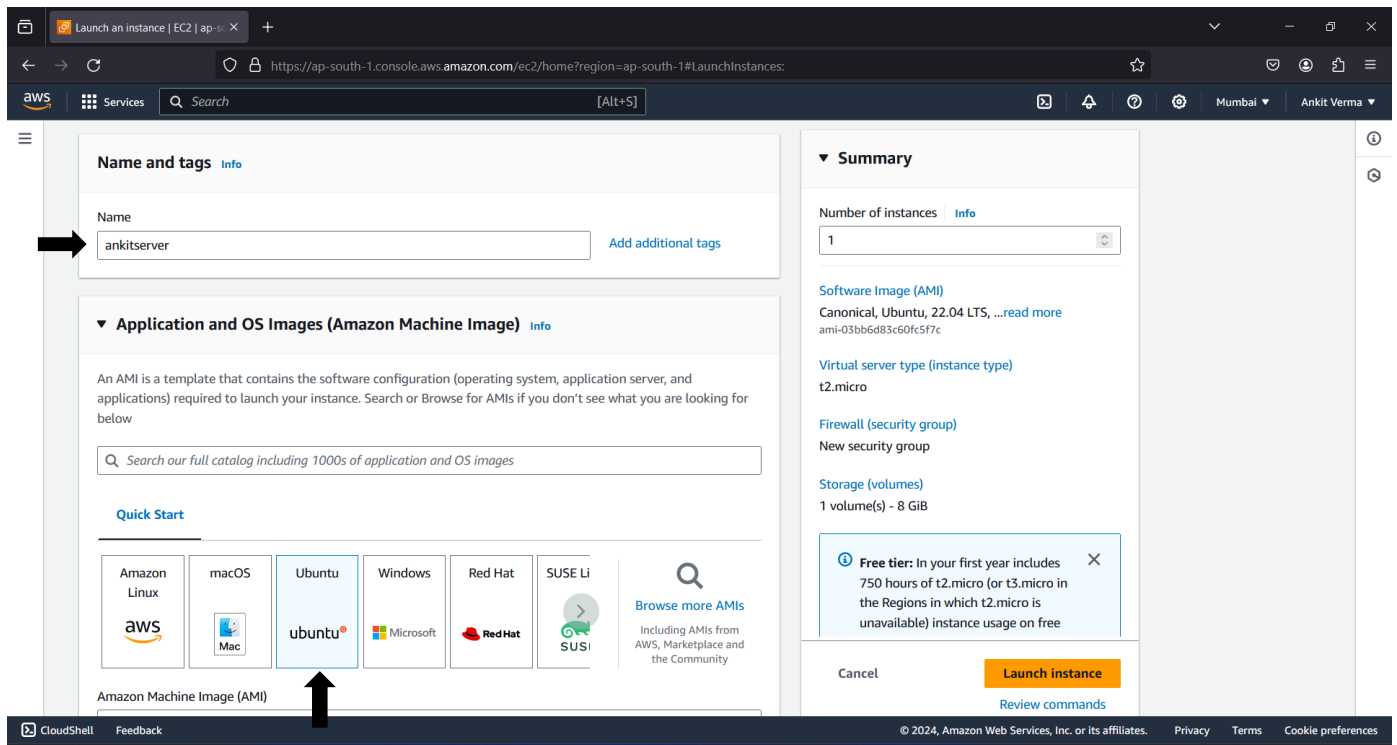 Launch an instance | EC2 | ap-so
https://ap-south-1.console.aws.amazon.com/ec2/home?region=ap-south-1#LaunchInstances:
aws
Services
Search
[Alt+S]
Mumbai
Ankit Verma
Name and tags Info
Name
ankitserver
Add additional tags
Application and OS Images (Amazon Machine Image) Info
An AMI is a template that contains the software configuration (operating system, application server, and
applications) required to launch your instance. Search or Browse for AMIs if you don't see what you are looking for
below
Search our full catalog including 1000s of application and OS images
Quick Start
Amazon
Linux
aws
macOS
Mac
Ubuntu
ubuntu
Windows
Microsoft
Red Hat
Red Hat
SUSE Li
SUS
Browse more AMIs
Including AMIs from
AWS, Marketplace and
the Community
Amazon Machine Image (AMI)
Summary
Number of instances Info
1
Software Image (AMI)
Canonical, Ubuntu, 22.04 LTS, ...read more
ami-03bb6d83c60fc5f7c
Virtual server type (instance type)
t2.micro
Firewall (security group)
New security group
Storage (volumes)
1 volume(s) - 8 GiB
Free tier: In your first year includes
750 hours of t2.micro (or t3.micro in
the Regions in which t2.micro is
unavailable) instance usage on free
Cancel
Launch instance
Review commands
CloudShell
Feedback
© 2024, Amazon Web Services, Inc. or its affiliates.
Privacy
Terms
Cookie preferences